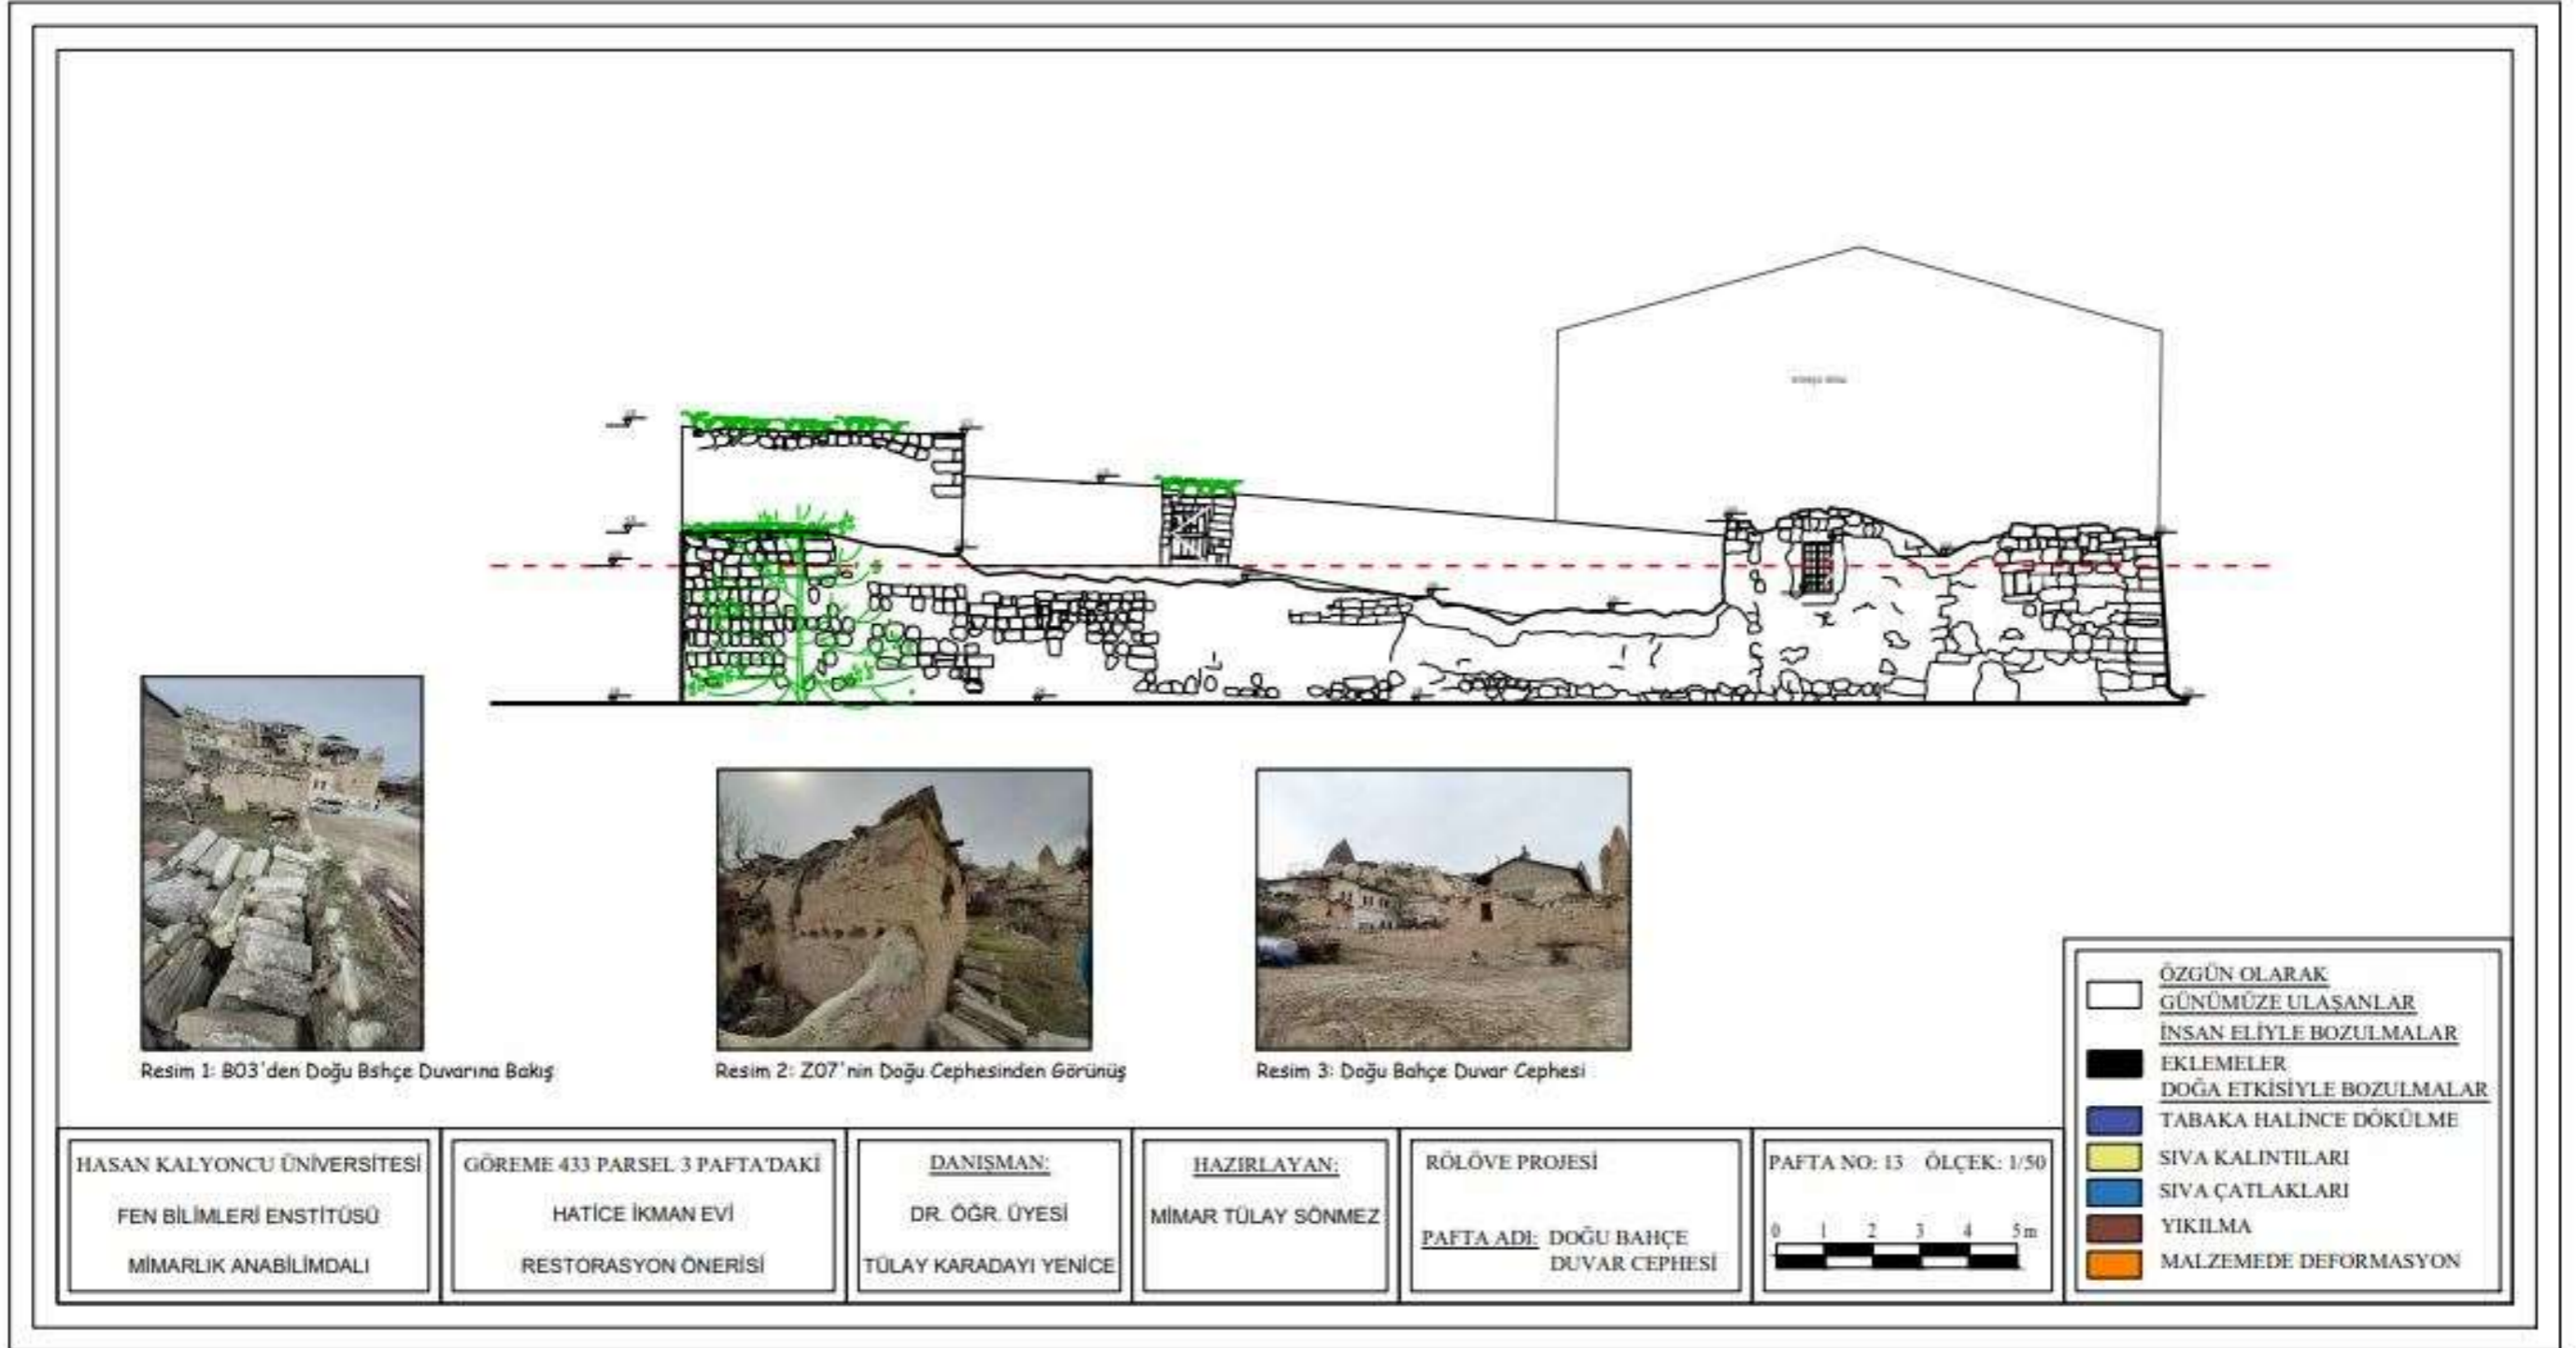 Resim 1: B03'den Doğu Bshçe Duvarına Bakış
Resim 2: Z07'nin Doğu Cephesinden Görünüş
Resim 3: Doğu Bahçe Duvar Cephesi
ÖZGÜN OLARAK
GÜNÜMÜZE ULAŞANLAR
İNSAN ELİYLE BOZULMALAR
EKLEMELER
DOĞA ETKİSİYLE BOZULMALAR
TABAKA HALİNCE DÖKÜLME
SIVA KALINTILARI
SIVA ÇATLAKLARI
YIKILMA
MALZEMEDE DEFORMASYON
HASAN KALYONCU ÜNİVERSİTESİ
FEN BİLİMLERİ ENSTİTÜSÜ
MİMARLIK ANABİLİMDALI
GÖREME 433 PARSEL 3 PAFTA'DAKİ
HATİCE İKMAN EVİ
RESTORASYON ÖNERİSİ
DANIŞMAN:
DR. ÖĞR. ÜYESİ
TÜLAY KARADAYI YENİCE
HAZIRLAYAN:
MİMAR TÜLAY SÖNMEZ
RÖLÖVE PROJESİ
PAFTA ADI: DOĞU BAHÇE
DUVAR CEPHESİ
PAFTA NO: 13 ÖLÇEK: 1/50
0 1 2 3 4 5 m